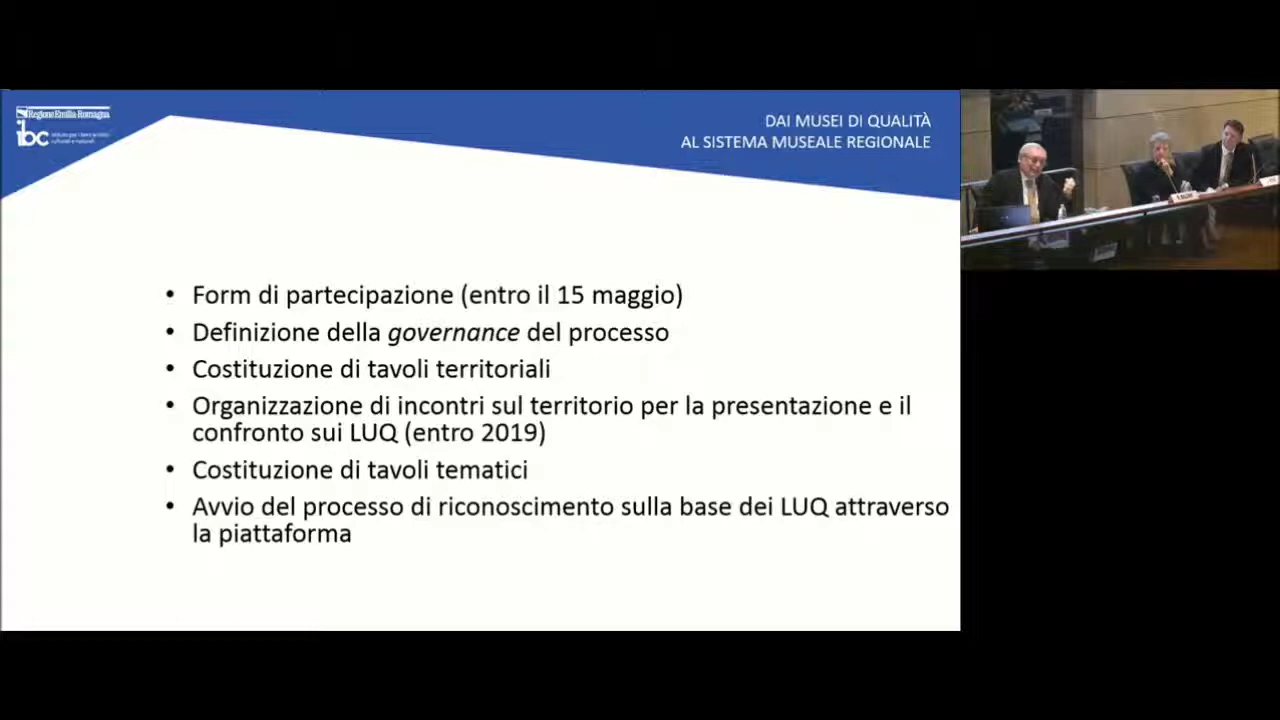 Regione Emilia-Romagna
ibc
DAI MUSEI DI QUALITÀ
AL SISTEMA MUSEALE REGIONALE
• Form di partecipazione (entro il 15 maggio)
• Definizione della governance del processo
• Costituzione di tavoli territoriali
• Organizzazione di incontri sul territorio per la presentazione e il
confronto sui LUQ (entro 2019)
• Costituzione di tavoli tematici
• Avvio del processo di riconoscimento sulla base dei LUQ attraverso
la piattaforma